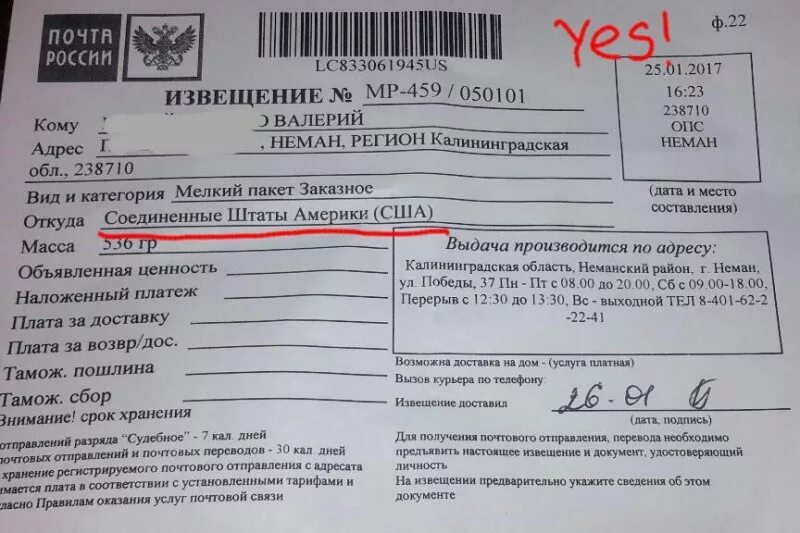 ПОЧТА
РОССИИ
LC833061945US
yes!
ф.22
25.01.2017
16:23
238710
ОПС
НЕМАН
(дата и место
составления)
ИЗВЕЩЕНИЕ № МР-459 / 050101
Кому ВАЛЕРИЙ
Адрес , НЕМАН, РЕГИОН Калининградская
обл., 238710
Вид и категория Мелкий пакет Заказное
Откуда Соединенные Штаты Америки (США)
Масса 536 гр
Объявленная ценность
Наложенный платеж
Плата за доставку
Плата за возвр/дос.
Тамож. пошлина
Тамож. сбор
Внимание! срок хранения
отправлений разряда "Судебное" - 7 кал. дней
почтовых отправлений и почтовых переводов - 30 кал. дней
хранение регистрируемого почтового отправления с адресата
имается плата в соответствии с установленными тарифами и
гласно Правилам оказания услуг почтовой связи
Выдача производится по адресу:
Калининградская область, Неманский район, г. Неман,
ул. Победы, 37 Пн - Пт с 08.00 до 20.00, Сб с 09.00-18.00,
Перерыв с 12:30 до 13:30, Вс - выходной ТЕЛ 8-401-62-2
-22-41
Возможна доставка на дом - (услуга платная)
Вызов курьера по телефону:
Извещение доставил 26-01
(дата, подпись)
Для получения почтового отправления, перевода необходимо
предъявить настоящее извещение и документ, удостоверяющий
личность
На извещении предварительно укажите сведения об этом
документе